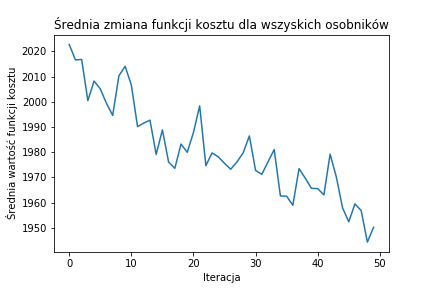 Średnia zmiana funkcji kosztu dla wszyskich osobników
Średnia wartość funkcji kosztu
2020
2010
2000
1990
1980
1970
1960
1950
0 10 20 30 40 50
Iteracja